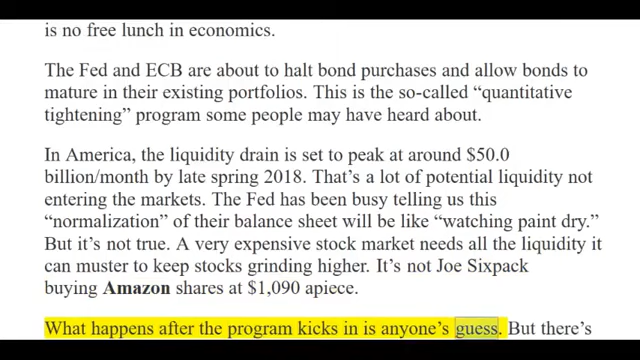 is no free lunch in economics.
The Fed and ECB are about to halt bond purchases and allow bonds to
mature in their existing portfolios. This is the so-called “quantitative
tightening” program some people may have heard about.
In America, the liquidity drain is set to peak at around $50.0
billion/month by late spring 2018. That’s a lot of potential liquidity not
entering the markets. The Fed has been busy telling us this
“normalization” of their balance sheet will be like “watching paint dry.”
But it’s not true. A very expensive stock market needs all the liquidity it
can muster to keep stocks grinding higher. It’s not Joe Sixpack
buying Amazon shares at $1,090 apiece.
What happens after the program kicks in is anyone’s guess. But there’s